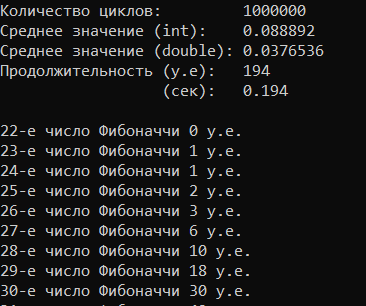 Количество циклов: 1000000
Среднее значение (int): 0.088892
Среднее значение (double): 0.0376536
Продолжительность (у.е): 194
(сек): 0.194
22-е число Фибоначчи 0 у.е.
23-е число Фибоначчи 1 у.е.
24-е число Фибоначчи 1 у.е.
25-е число Фибоначчи 2 у.е.
26-е число Фибоначчи 3 у.е.
27-е число Фибоначчи 6 у.е.
28-е число Фибоначчи 10 у.е.
29-е число Фибоначчи 18 у.е.
30-е число Фибоначчи 30 у.е.